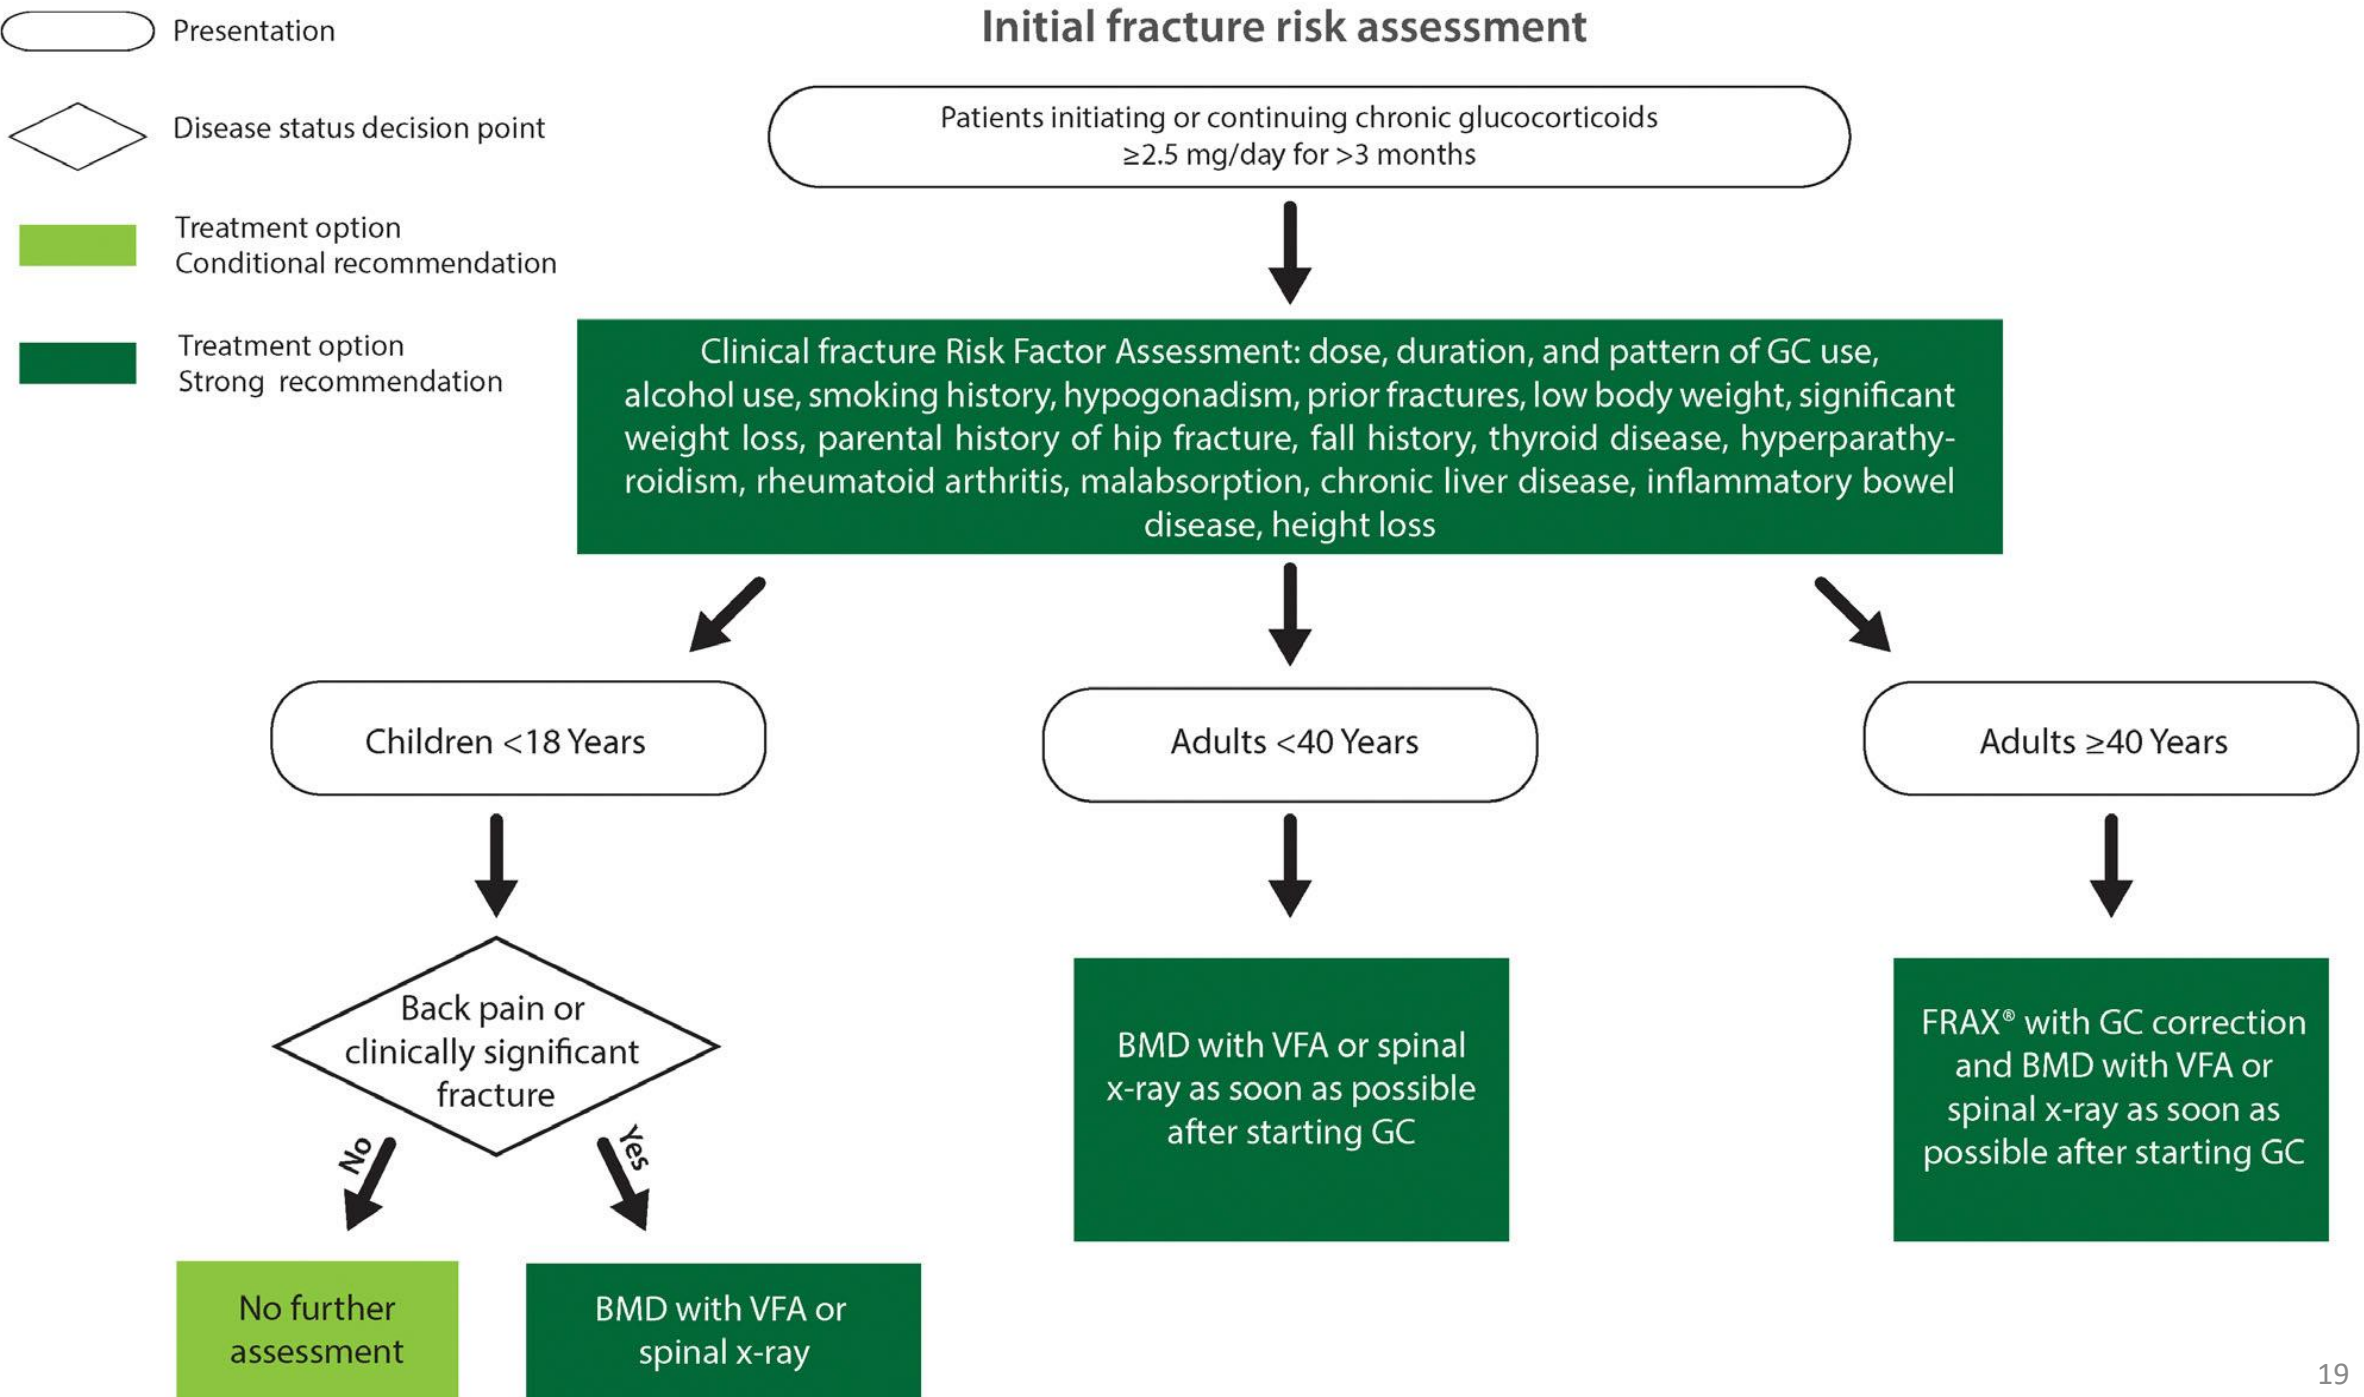 Initial fracture risk assessment
Presentation
Disease status decision point
Treatment option
Conditional recommendation
Treatment option
Strong recommendation
Patients initiating or continuing chronic glucocorticoids
≥2.5 mg/day for >3 months
Clinical fracture Risk Factor Assessment: dose, duration, and pattern of GC use,
alcohol use, smoking history, hypogonadism, prior fractures, low body weight, significant
weight loss, parental history of hip fracture, fall history, thyroid disease, hyperparathy-
roidism, rheumatoid arthritis, malabsorption, chronic liver disease, inflammatory bowel
disease, height loss
Children <18 Years
Adults <40 Years
Adults ≥40 Years
Back pain or
clinically significant
fracture
No
Yes
No further
assessment
BMD with VFA or
spinal x-ray
BMD with VFA or spinal
x-ray as soon as possible
after starting GC
FRAX® with GC correction
and BMD with VFA or
spinal x-ray as soon as
possible after starting GC
19